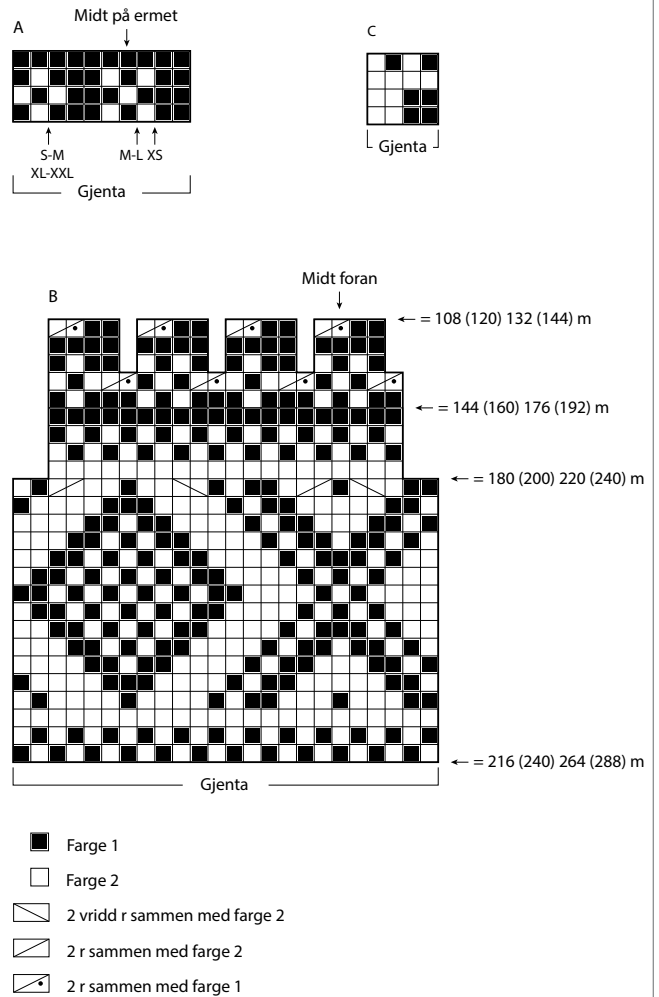 Midt på ermet
A
C
S-M
XL-XXL
M-L XS
Gjenta
Gjenta
Midt foran
B
= 108 (120) 132 (144) m
= 144 (160) 176 (192) m
= 180 (200) 220 (240) m
= 216 (240) 264 (288) m
Gjenta
Farge 1
Farge 2
2 vridd r sammen med farge 2
2 r sammen med farge 2
2 r sammen med farge 1